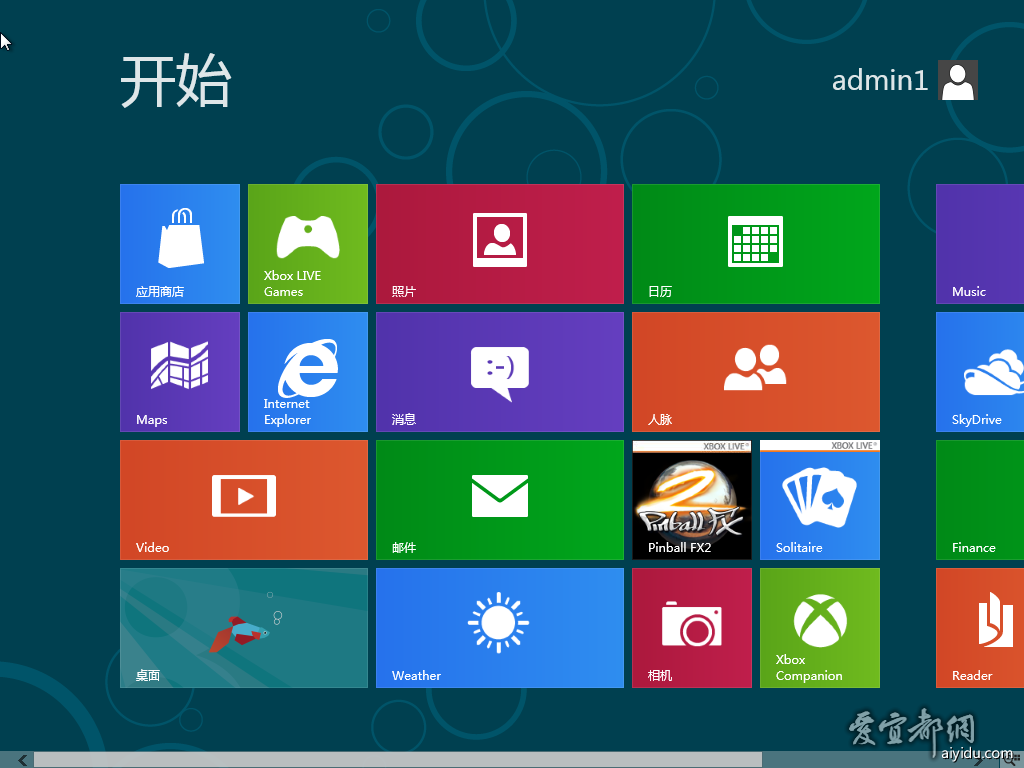 开始
admin1
应用商店
Xbox LIVE
Games
照片
日历
Music
Maps
Internet
Explorer
消息
:-)
人脉
SkyDrive
Video
邮件
XBOX LIVE®
2
Pinball FX
Pinball FX2
XBOX LIVE®
Solitaire
Finance
桌面
Weather
相机
Xbox
Companion
Reader
爱宜都網
aiyidu.com